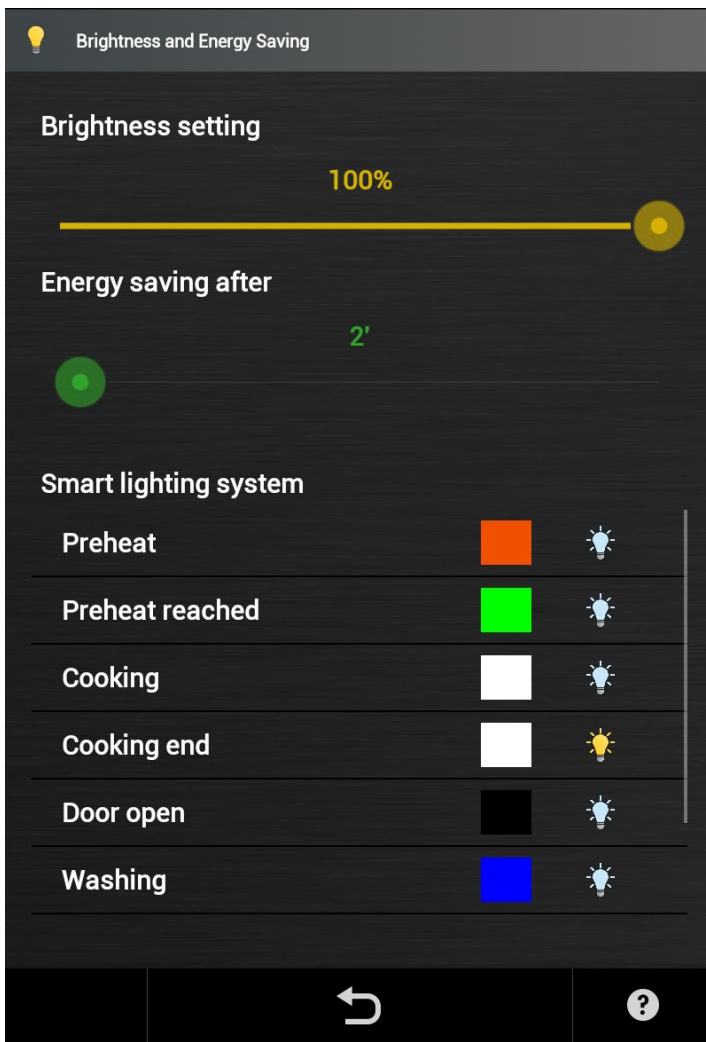 Brightness and Energy Saving
Brightness setting
100%
Energy saving after
2'
Smart lighting system
Preheat
Preheat reached
Cooking
Cooking end
Door open
Washing
?